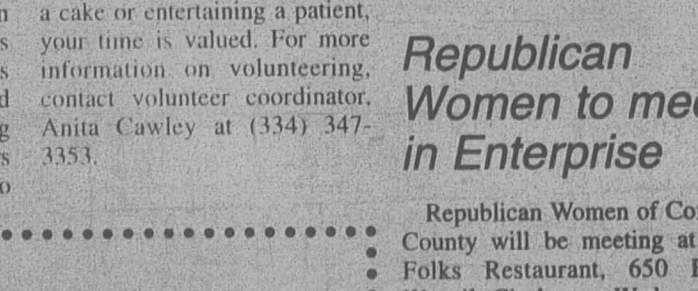 a cake or entertaining a patient,
your time is valued. For more
information on volunteering,
contact volunteer coordinator,
Anita Cawley at (334) 347-
3353.
Republican
Women to mee
in Enterprise
Republican Women of Co
County will be meeting at
Folks Restaurant, 650